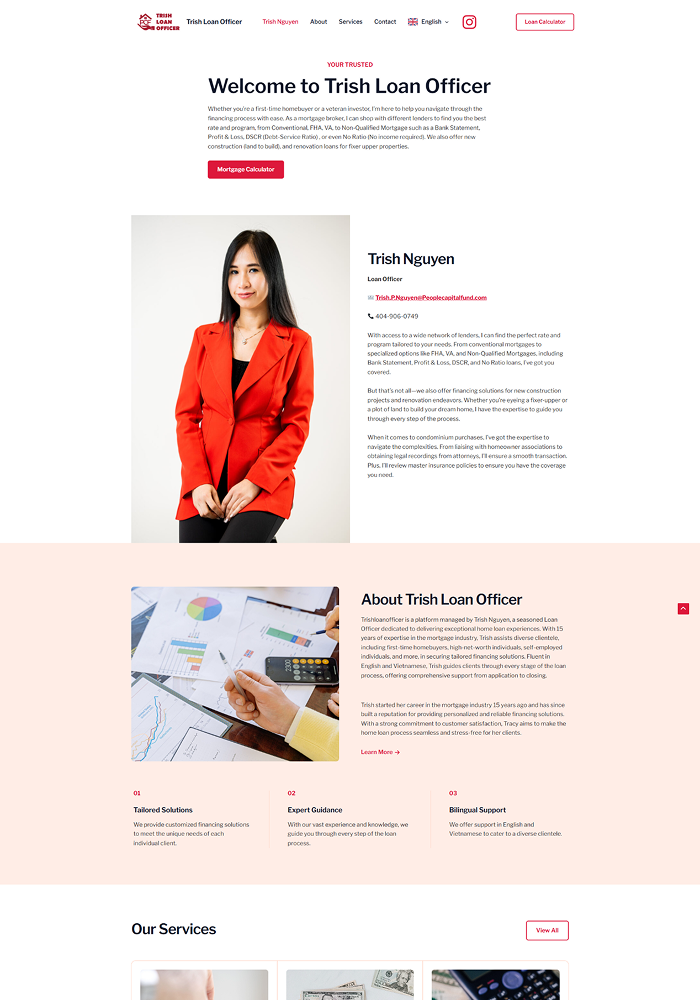 TRISH
LOAN
OFFICER
PCF
Trish Loan Officer
Trish Nguyen
About
Services
Contact
English
Loan Calculator
YOUR TRUSTED
Welcome to Trish Loan Officer
Whether you're a first-time homebuyer or a veteran investor, I'm here to help you navigate through the
financing process with ease. As a mortgage broker, I can shop with different lenders to find you the best
rate and program, from Conventional, FHA, VA, to Non-Qualified Mortgage such as a Bank Statement,
Profit & Loss, DSCR (Debt-Service Ratio), or even No Ratio (No income required). We also offer new
construction (land to build), and renovation loans for fixer upper properties.
Mortgage Calculator
Trish Nguyen
Loan Officer
Trish.P.Nguyen@Peoplecapitalfund.com
404-906-0749
With access to a wide network of lenders, I can find the perfect rate and
program tailored to your needs. From conventional mortgages to
specialized options like FHA, VA, and Non-Qualified Mortgages, including
Bank Statement, Profit & Loss, DSCR, and No Ratio loans, I've got you
covered.
But that's not all—we also offer financing solutions for new construction
projects and renovation endeavors. Whether you're eyeing a fixer-upper or
a plot of land to build your dream home, I have the expertise to guide you
through every step of the process.
When it comes to condominium purchases, I've got the expertise to
navigate the complexities. From liaising with homeowner associations to
obtaining legal recordings from attorneys, I'll ensure a smooth transaction.
Plus, I'll review master insurance policies to ensure you have the coverage
you need.
About Trish Loan Officer
Trishloanofficer is a platform managed by Trish Nguyen, a seasoned Loan
Officer dedicated to delivering exceptional home loan experiences. With 15
years of expertise in the mortgage industry, Trish assists diverse clientele,
including first-time homebuyers, high-net-worth individuals, self-employed
individuals, and more, in securing tailored financing solutions. Fluent in
English and Vietnamese, Trish guides clients through every stage of the loan
process, offering comprehensive support from application to closing.
Trish started her career in the mortgage industry 15 years ago and has since
built a reputation for providing personalized and reliable financing solutions.
With a strong commitment to customer satisfaction, Tracy aims to make the
home loan process seamless and stress-free for her clients.
Learn More →
01
Tailored Solutions
We provide customized financing solutions
to meet the unique needs of each
individual client.
02
Expert Guidance
With our vast experience and knowledge, we
guide you through every step of the loan
process.
03
Bilingual Support
We offer support in English and
Vietnamese to cater to a diverse clientele.
Our Services
View All